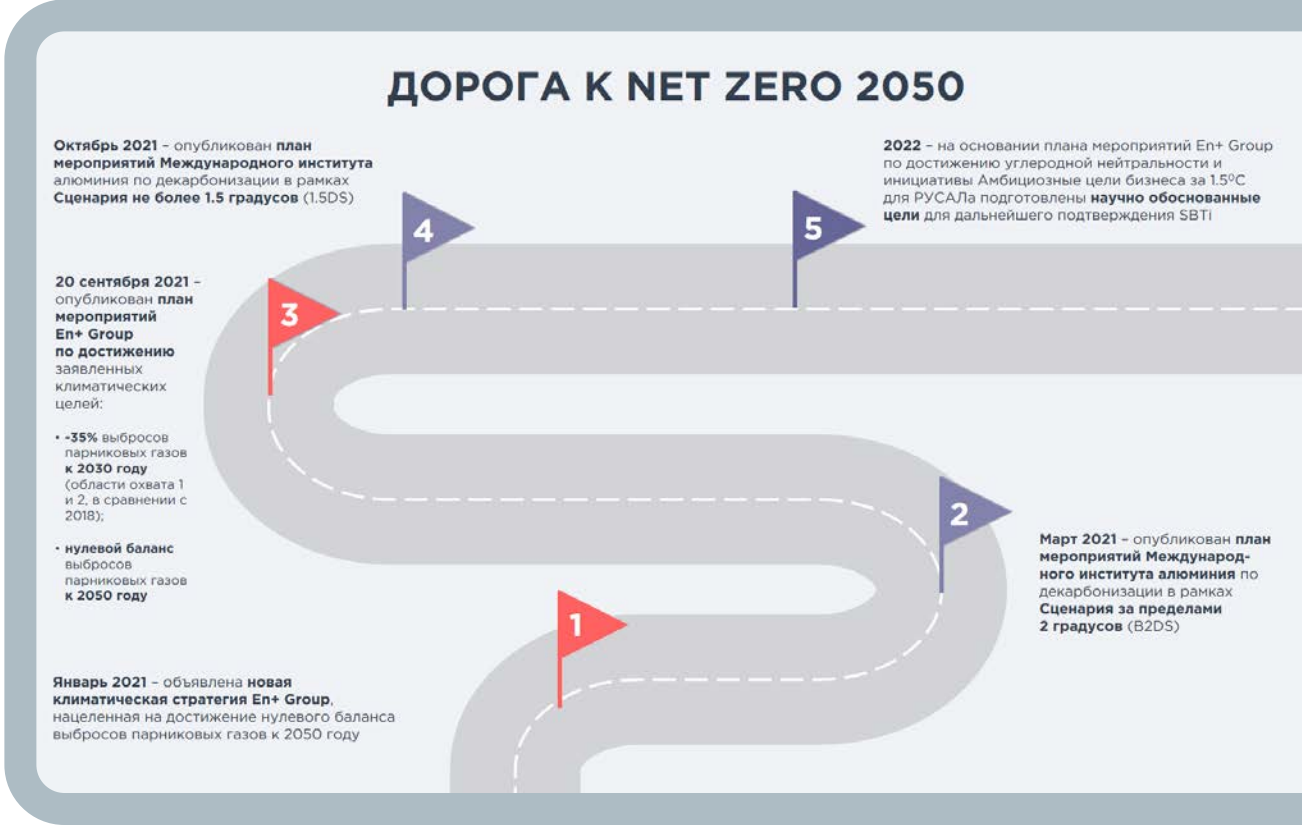 ДОРОГА К NET ZERO 2050
Октябрь 2021 – опубликован план
мероприятий Международного института
алюминия по декарбонизации в рамках
Сценария не более 1.5 градусов (1.5DS)
2022 – на основании плана мероприятий En+ Group
по достижению углеродной нейтральности и
инициативы Амбициозные цели бизнеса за 1.5ºC
для РУСАЛа подготовлены научно обоснованные
цели для дальнейшего подтверждения SBTi
4
5
20 сентября 2021 –
опубликован план
мероприятий
En+ Group
по достижению
заявленных
климатических
целей:
• -35% выбросов
парниковых газов
к 2030 году
(области охвата 1
и 2, в сравнении с
2018);
• нулевой баланс
выбросов
парниковых газов
к 2050 году
3
2
Март 2021 – опубликован план
мероприятий Международ-
ного института алюминия по
декарбонизации в рамках
Сценария за пределами
2 градусов (B2DS)
1
Январь 2021 – объявлена новая
климатическая стратегия En+ Group,
нацеленная на достижение нулевого баланса
выбросов парниковых газов к 2050 году